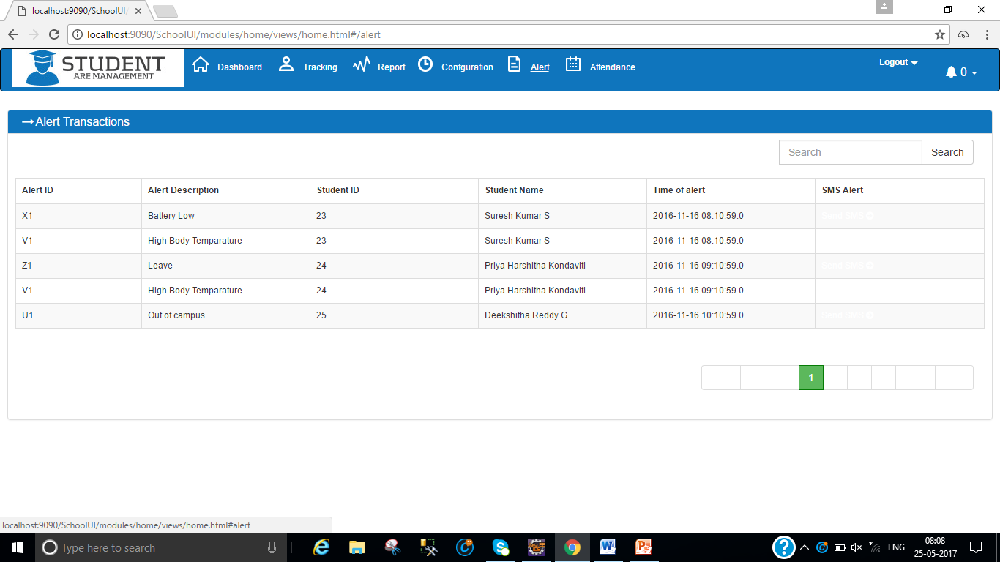 localhost:9090/SchoolUI/
localhost:9090/SchoolUI/modules/home/views/home.html#/alert
STUDENT
ARE MANAGEMENT
Dashboard
Tracking
Report
Confguration
Alert
Attendance
Logout
0
Alert Transactions
Search
Search
Alert ID Alert Description Student ID Student Name Time of alert SMS Alert
X1 Battery Low 23 Suresh Kumar S 2016-11-16 08:10:59.0 Send SMS
V1 High Body Temparature 23 Suresh Kumar S 2016-11-16 08:10:59.0
Z1 Leave 24 Priya Harshitha Kondaviti 2016-11-16 09:10:59.0 Send SMS
V1 High Body Temparature 24 Priya Harshitha Kondaviti 2016-11-16 09:10:59.0
U1 Out of campus 25 Deekshitha Reddy G 2016-11-16 10:10:59.0 Send SMS
1
localhost:9090/SchoolUI/modules/home/views/home.html#alert
Type here to search
ENG
08:08
25-05-2017